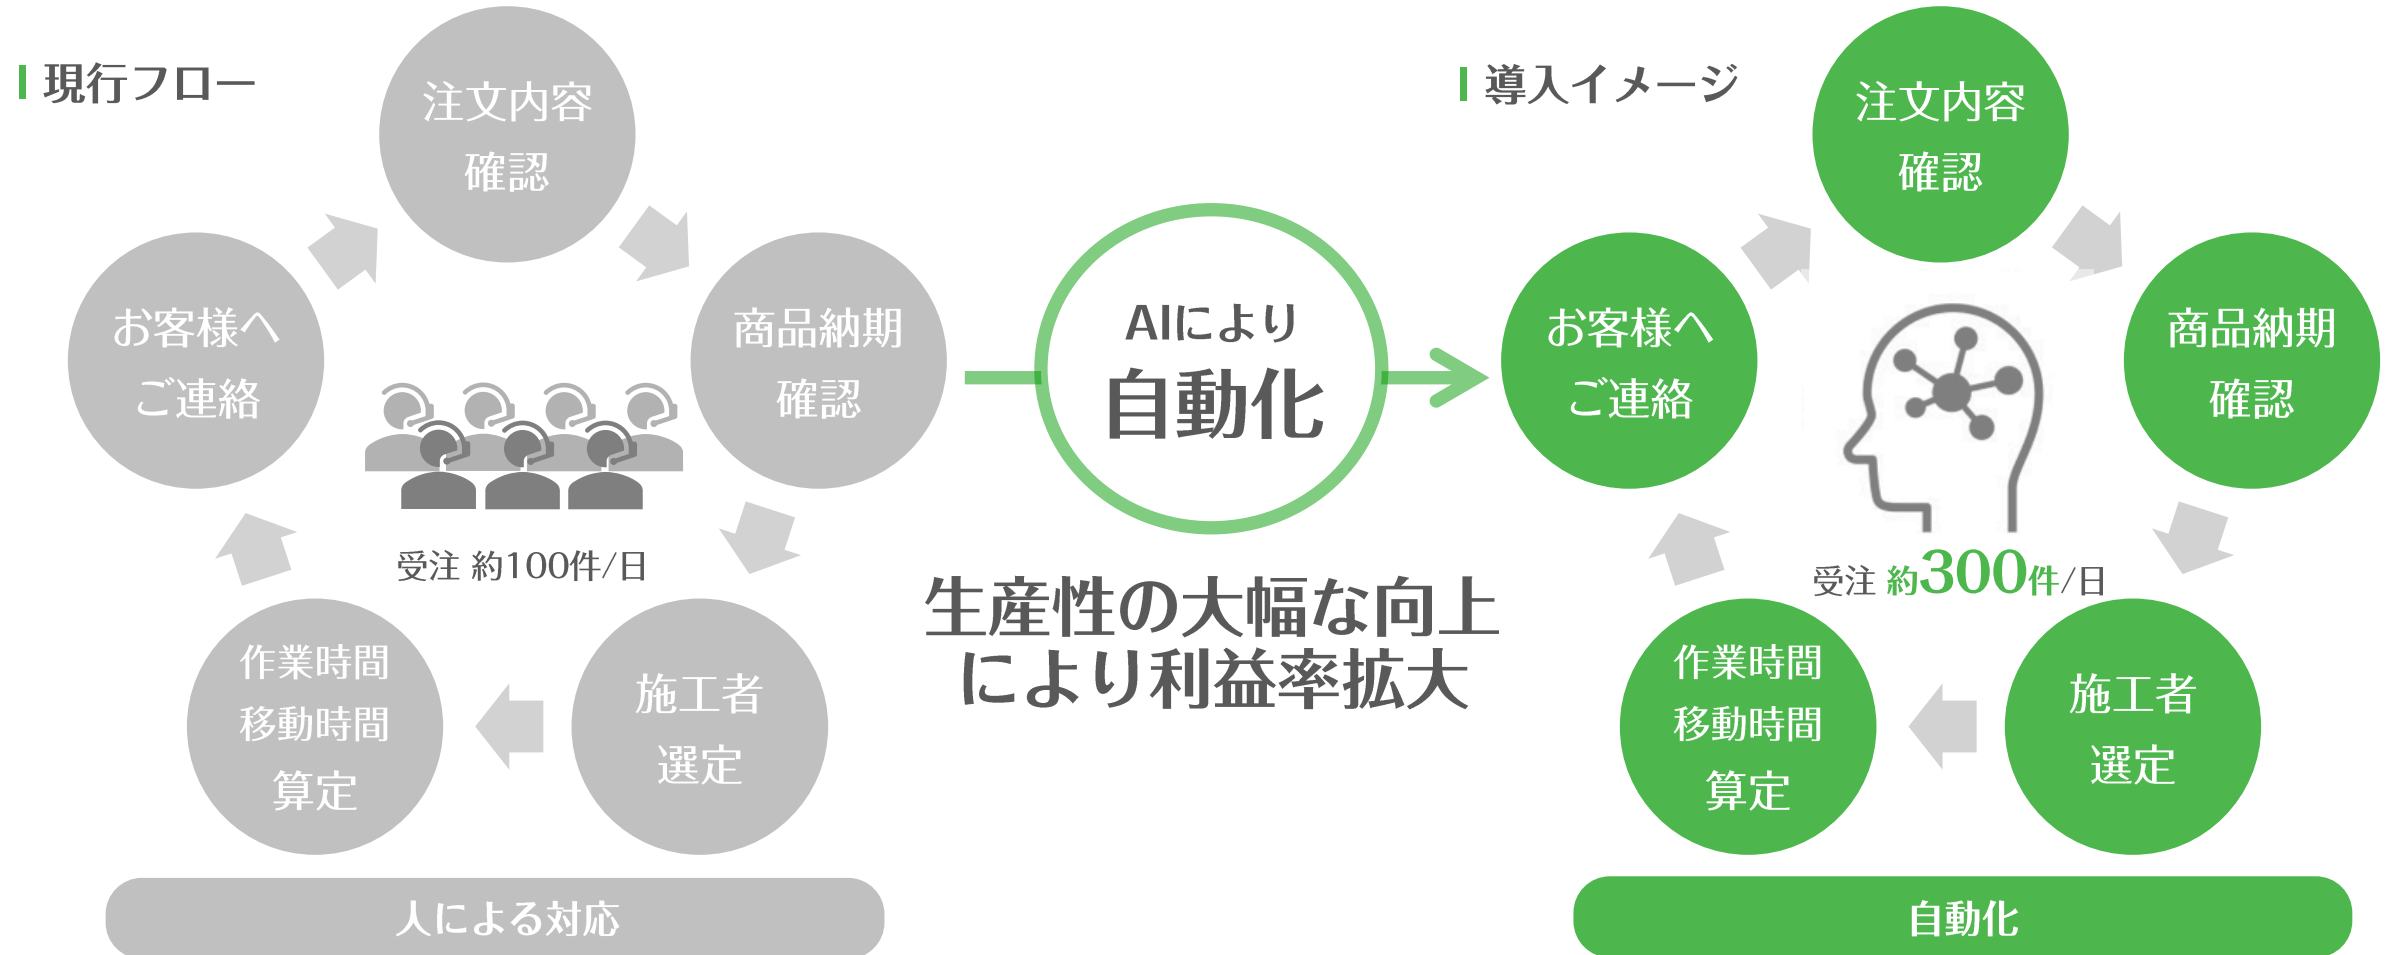 現行フロー
注文内容
確認
商品納期
確認
施工者
選定
作業時間
移動時間
算定
お客様へ
ご連絡
受注 約100件/日
人による対応
AIにより
自動化
生産性の大幅な向上
により利益率拡大
導入イメージ
注文内容
確認
商品納期
確認
施工者
選定
作業時間
移動時間
算定
お客様へ
ご連絡
受注 約300件/日
自動化